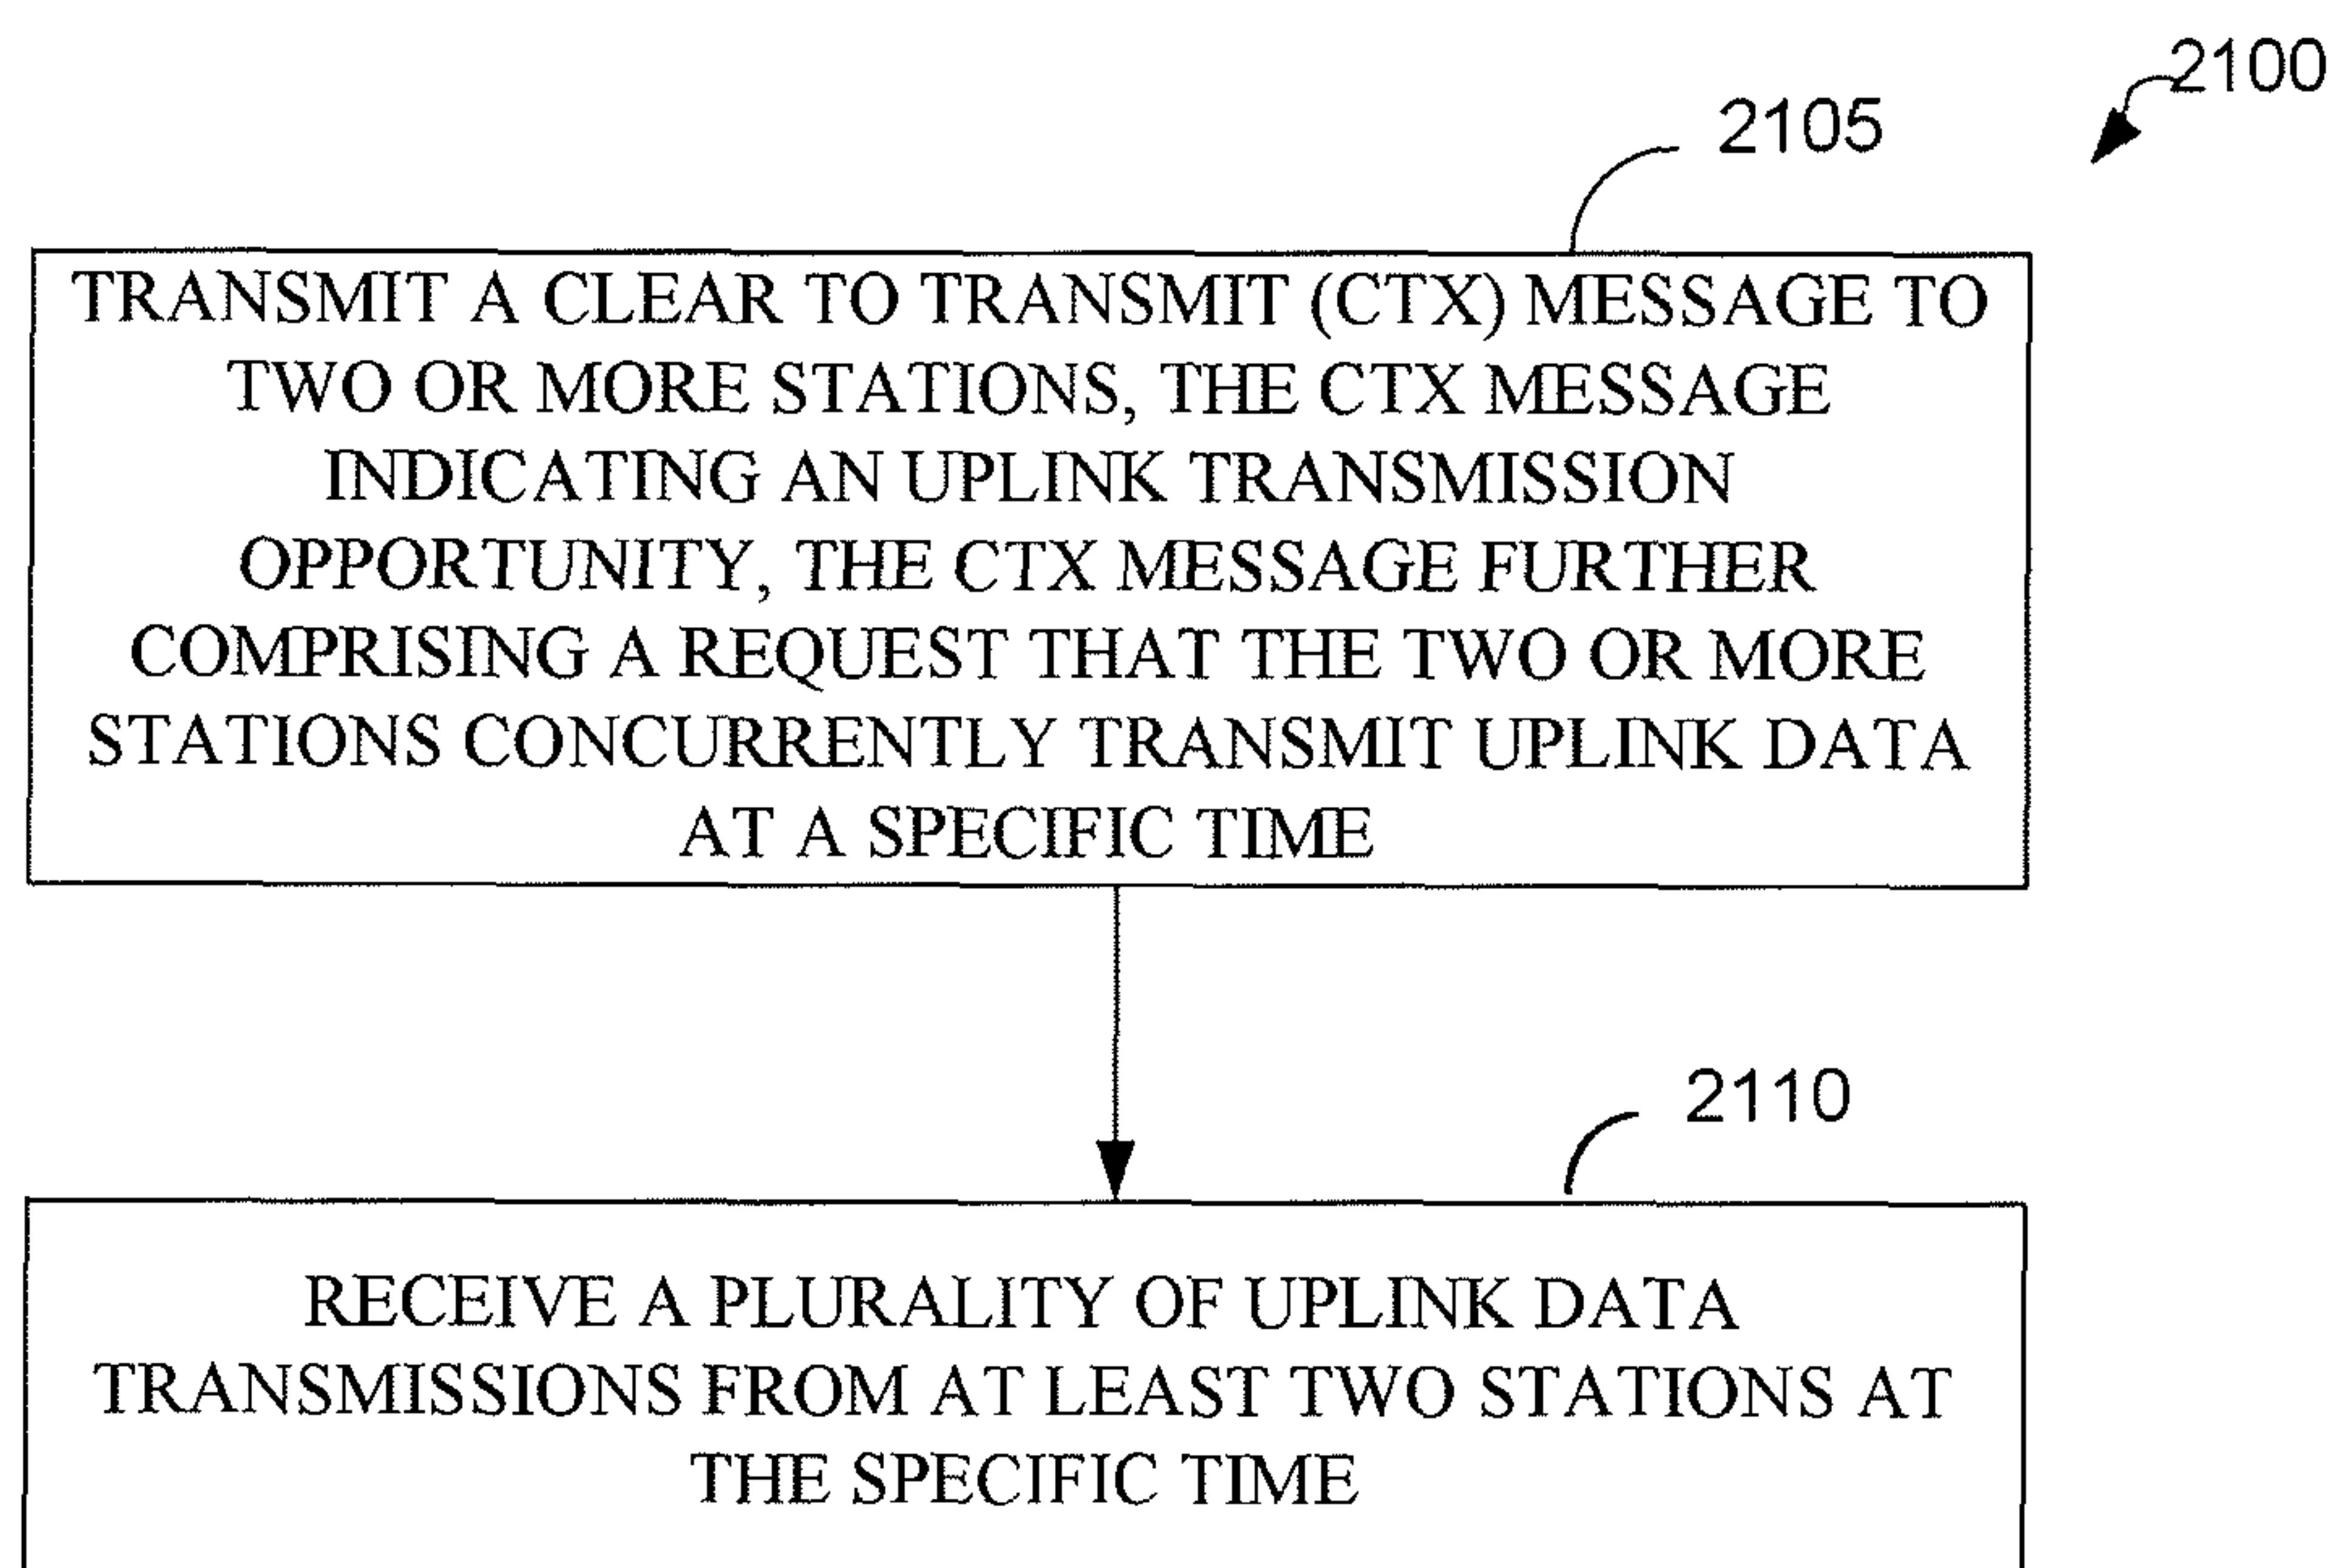 2100
2105
TRANSMIT A CLEAR TO TRANSMIT (CTX) MESSAGE TO
TWO OR MORE STATIONS, THE CTX MESSAGE
INDICATING AN UPLINK TRANSMISSION
OPPORTUNITY, THE CTX MESSAGE FURTHER
COMPRISING A REQUEST THAT THE TWO OR MORE
STATIONS CONCURRENTLY TRANSMIT UPLINK DATA
AT A SPECIFIC TIME
2110
RECEIVE A PLURALITY OF UPLINK DATA
TRANSMISSIONS FROM AT LEAST TWO STATIONS AT
THE SPECIFIC TIME